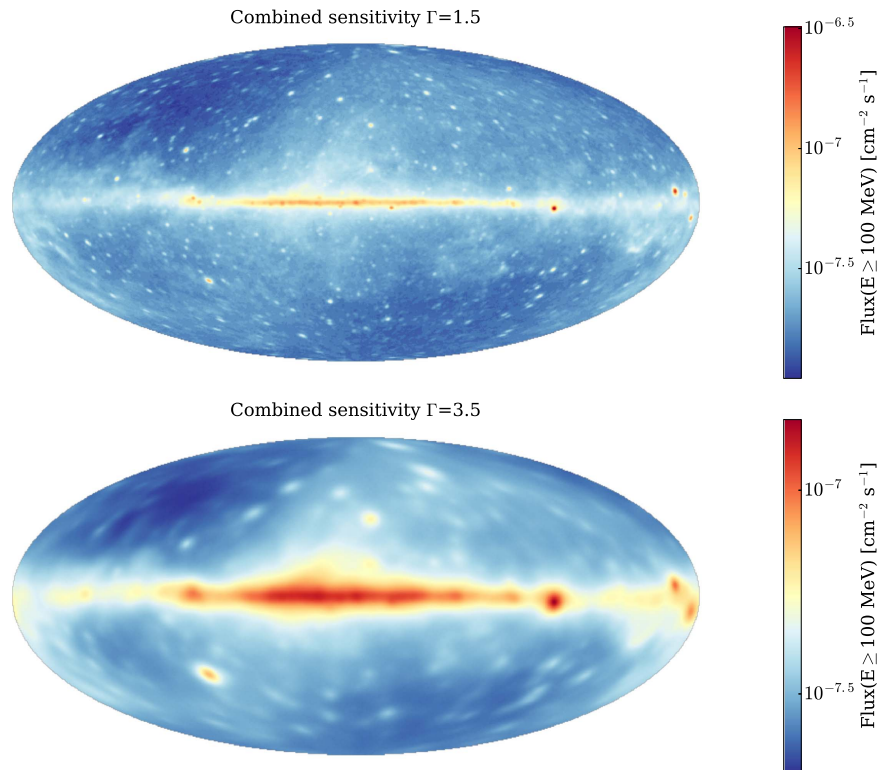 Combined sensitivity Γ=1.5
10^{-6.5}
10^{-7}
10^{-7.5}
Flux(E ≥ 100 MeV) [cm^{-2} s^{-1}]
Combined sensitivity Γ=3.5
10^{-7}
10^{-7.5}
Flux(E ≥ 100 MeV) [cm^{-2} s^{-1}]